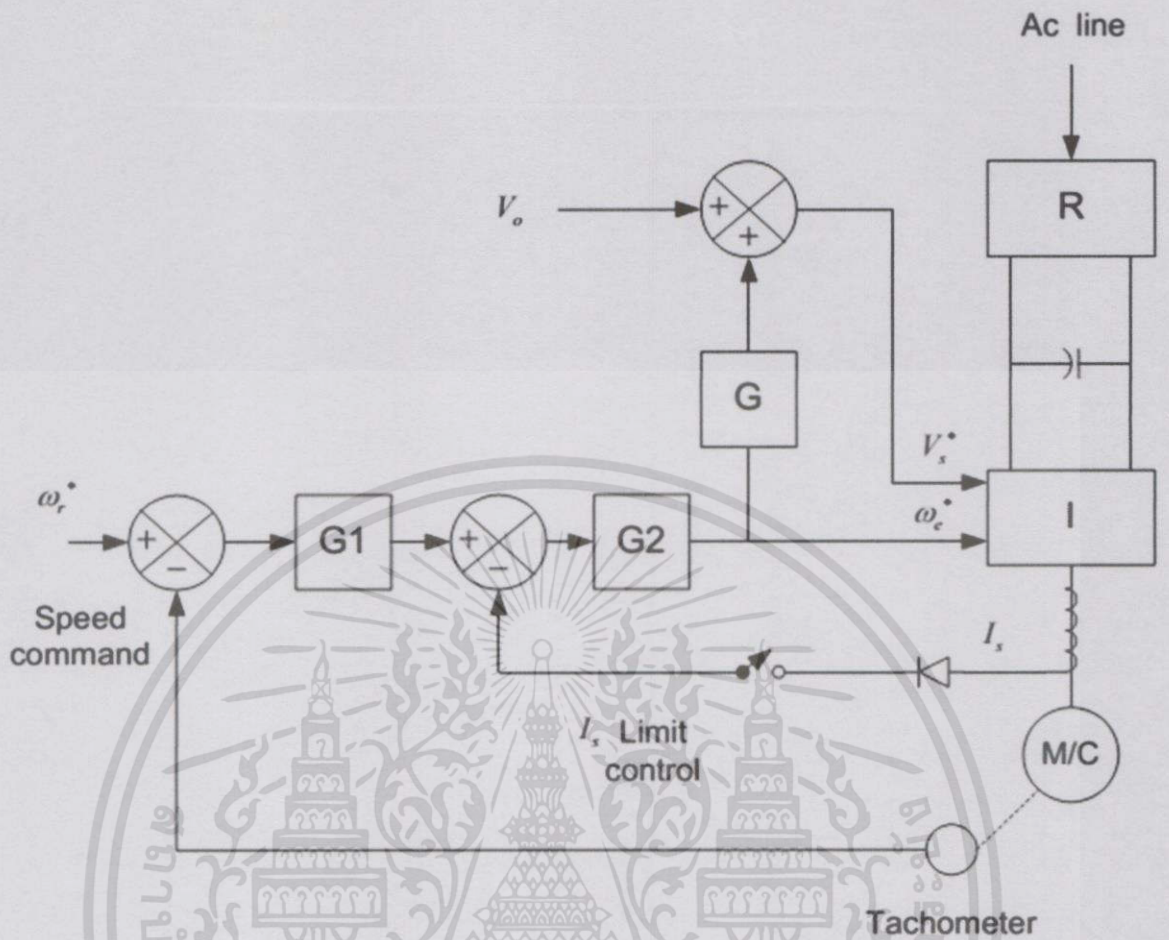 Ac line
R
V_o
+
+
G
V_s*
ω_r*
+
−
G1
+
−
G2
ω_e*
I
Speed
command
I_s
I_s Limit
control
M/C
Tachometer